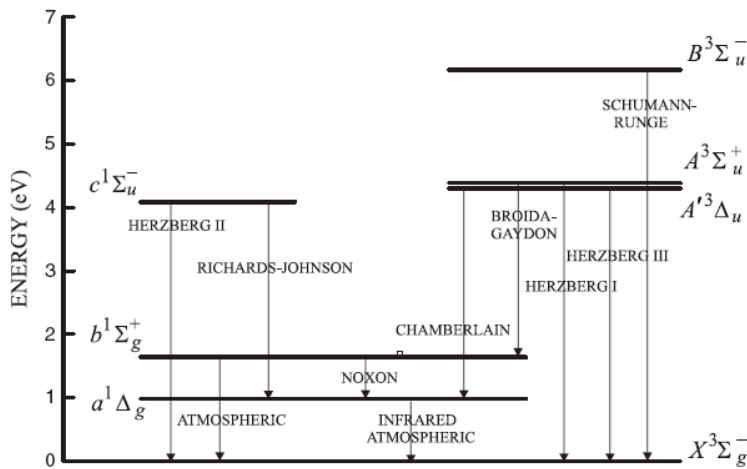 7
B³Σu⁻
6
SCHUMANN-
RUNGE
5
A³Σu⁺
c¹Σu⁻
4
A′³Δu
HERZBERG II
BROIDA-
GAYDON
HERZBERG III
RICHARDS-JOHNSON
HERZBERG I
3
ENERGY (eV)
2
b¹Σg⁺
CHAMBERLAIN
NOXON
1
a¹Δg
ATMOSPHERIC
INFRARED
ATMOSPHERIC
0
X³Σg⁻